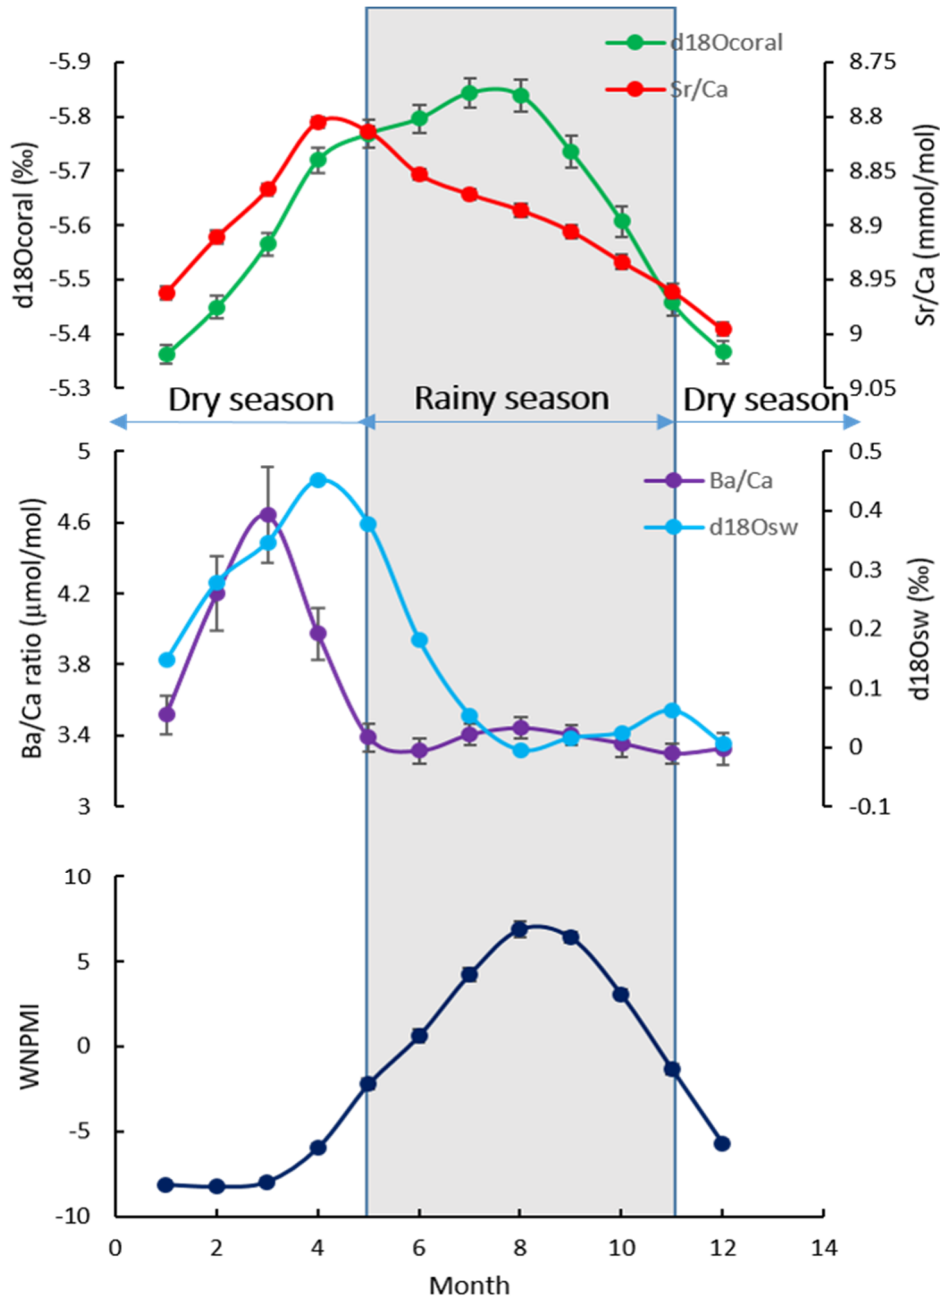 d18Ocoral
Sr/Ca
-5.9
-5.8
-5.7
-5.6
-5.5
-5.4
-5.3
d18Ocoral (‰)
8.75
8.8
8.85
8.9
8.95
9
9.05
Sr/Ca (mmol/mol)
Dry season
Rainy season
Dry season
Ba/Ca
d18Osw
5
4.6
4.2
3.8
3.4
3
Ba/Ca ratio (μmol/mol)
0.5
0.4
0.3
0.2
0.1
0
-0.1
d18Osw (‰)
10
5
0
-5
-10
WNPMI
0 2 4 6 8 10 12 14
Month